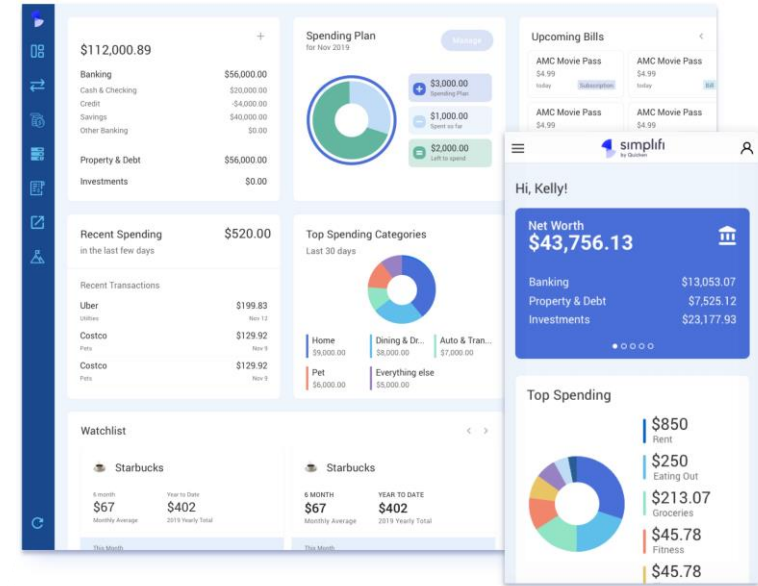 $112,000.89
+
Banking $56,000.00
Cash & Checking $20,000.00
Credit -$4,000.00
Savings $40,000.00
Other Banking $0.00
Property & Debt $56,000.00
Investments $0.00
Spending Plan
for Nov 2019
Manage
$3,000.00
Spending Plan
$1,000.00
Spent so far
$2,000.00
Left to spend
Upcoming Bills
AMC Movie Pass
$4.99
today Subscription
AMC Movie Pass
$4.99
today Bill
AMC Movie Pass
$4.99
AMC Movie Pass
$4.99
Recent Spending $520.00
in the last few days
Recent Transactions
Uber $199.83
Utilities Nov 12
Costco $129.92
Pets Nov 9
Costco $129.92
Pets Nov 9
Top Spending Categories
Last 30 days
Home
$9,000.00
Dining & Dr...
$8,000.00
Auto & Tran...
$7,000.00
Pet
$6,000.00
Everything else
$5,000.00
Watchlist
Starbucks
6 month Year to Date
$67 $402
Monthly Average 2019 Yearly Total
This Month
Starbucks
6 MONTH YEAR TO DATE
$67 $402
Monthly Average 2019 Yearly Total
This Month
simplifi
by Quicken
Hi, Kelly!
Net Worth
$43,756.13
Banking $13,053.07
Property & Debt $7,525.12
Investments $23,177.93
Top Spending
$850
Rent
$250
Eating Out
$213.07
Groceries
$45.78
Fitness
$45.78